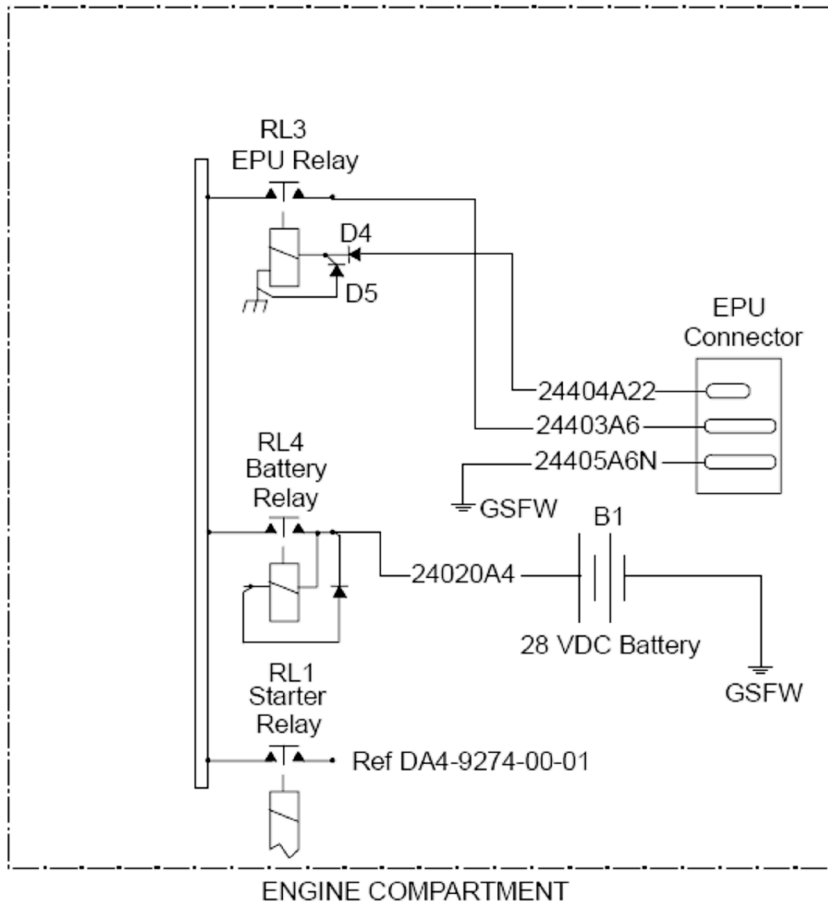 RL3
EPU Relay
D4
D5
EPU
Connector
24404A22
24403A6
24405A6N
RL4
Battery
Relay
GSFW
B1
24020A4
28 VDC Battery
GSFW
RL1
Starter
Relay
Ref DA4-9274-00-01
ENGINE COMPARTMENT